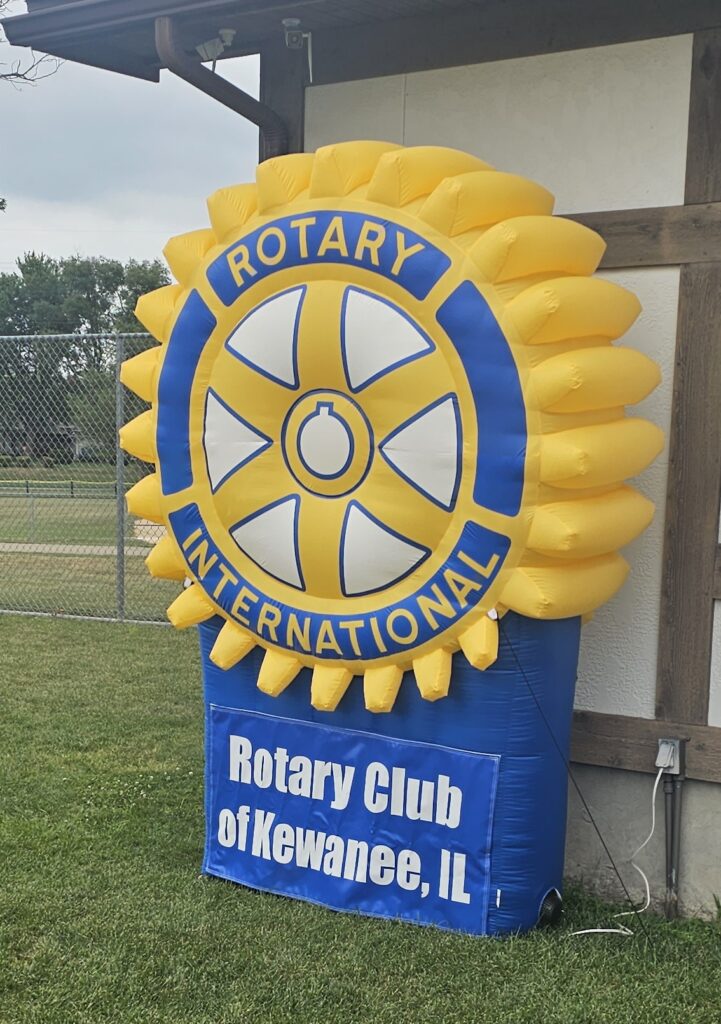 ROTARY
INTERNATIONAL
Rotary Club
of Kewanee, IL